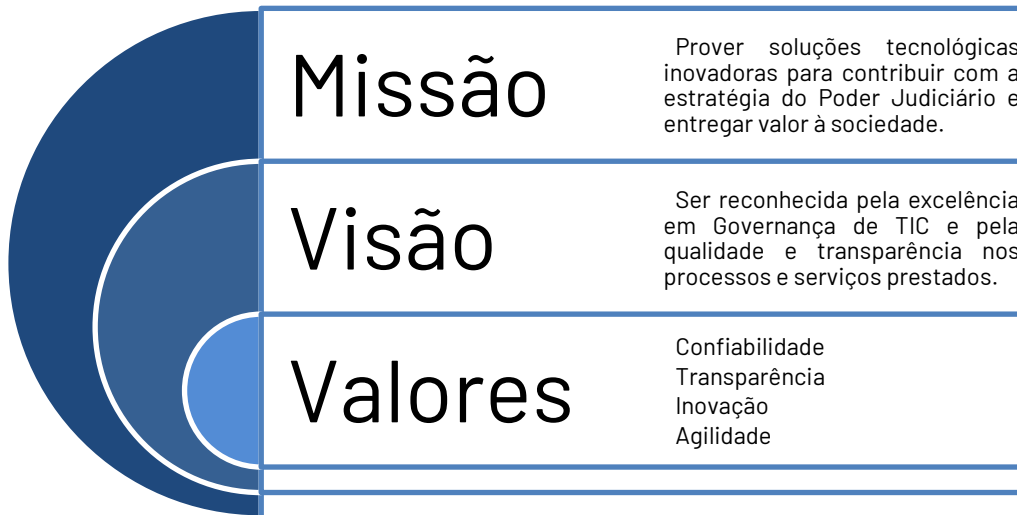 Missão
Prover soluções tecnológicas
inovadoras para contribuir com a
estratégia do Poder Judiciário e
entregar valor à sociedade.
Visão
Ser reconhecida pela excelência
em Governança de TIC e pela
qualidade e transparência nos
processos e serviços prestados.
Valores
Confiabilidade
Transparência
Inovação
Agilidade